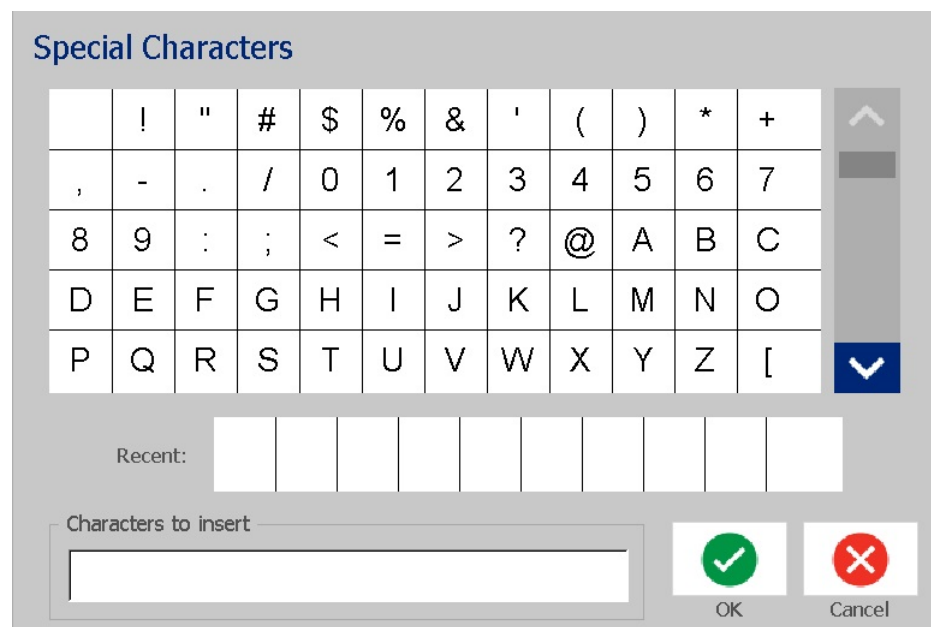 Special Characters
! " # $ % & ' ( ) * +
, - . / 0 1 2 3 4 5 6 7
8 9 : ; < = > ? @ A B C
D E F G H I J K L M N O
P Q R S T U V W X Y Z [
Recent:
Characters to insert
OK Cancel